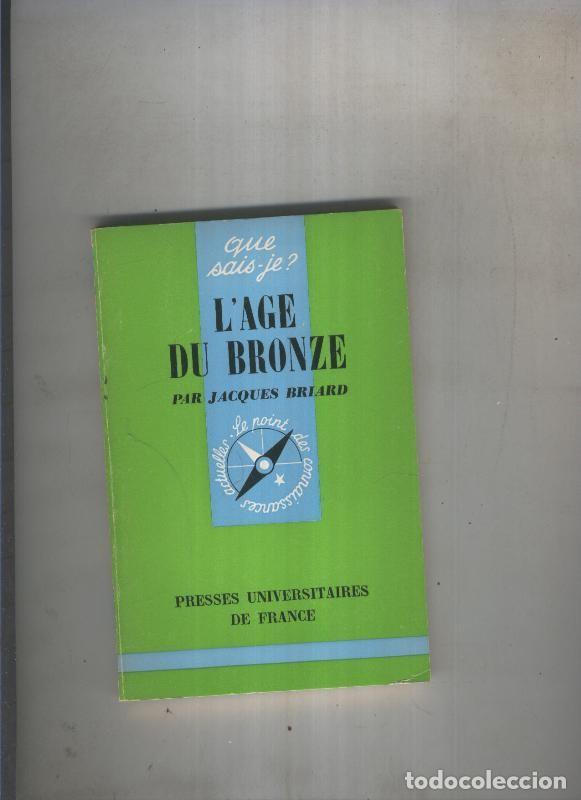 que
sais-je?
L'AGE
DU BRONZE
PAR JACQUES BRIARD
Le point des connaissances actuelles.
PRESSES UNIVERSITAIRES
DE FRANCE
todocoleccion